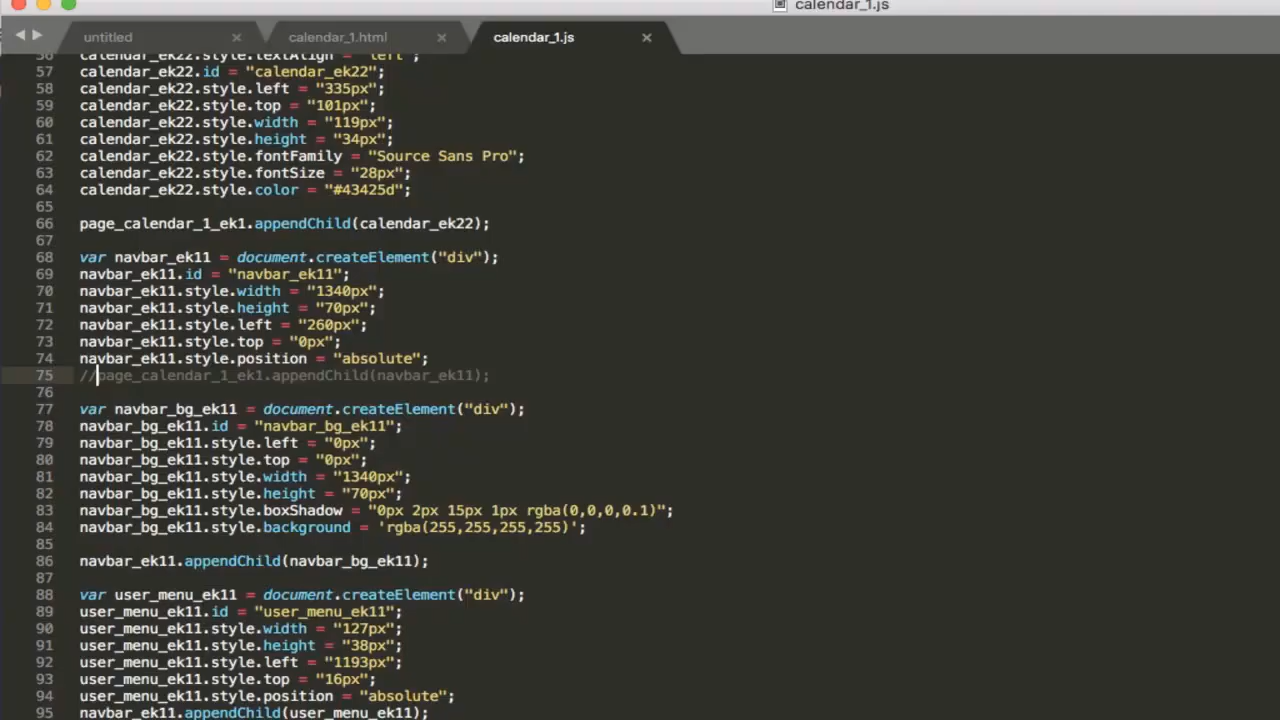 calendar_1.js
untitled
calendar_1.html
calendar_1.js
56 calendar_ek22.style.textAlign = "left";
57 calendar_ek22.id = "calendar_ek22";
58 calendar_ek22.style.left = "335px";
59 calendar_ek22.style.top = "101px";
60 calendar_ek22.style.width = "119px";
61 calendar_ek22.style.height = "34px";
62 calendar_ek22.style.fontFamily = "Source Sans Pro";
63 calendar_ek22.style.fontSize = "28px";
64 calendar_ek22.style.color = "#43425d";
65
66 page_calendar_1_ek1.appendChild(calendar_ek22);
67
68 var navbar_ek11 = document.createElement("div");
69 navbar_ek11.id = "navbar_ek11";
70 navbar_ek11.style.width = "1340px";
71 navbar_ek11.style.height = "70px";
72 navbar_ek11.style.left = "260px";
73 navbar_ek11.style.top = "0px";
74 navbar_ek11.style.position = "absolute";
75 //page_calendar_1_ek1.appendChild(navbar_ek11);
76
77 var navbar_bg_ek11 = document.createElement("div");
78 navbar_bg_ek11.id = "navbar_bg_ek11";
79 navbar_bg_ek11.style.left = "0px";
80 navbar_bg_ek11.style.top = "0px";
81 navbar_bg_ek11.style.width = "1340px";
82 navbar_bg_ek11.style.height = "70px";
83 navbar_bg_ek11.style.boxShadow = "0px 2px 15px 1px rgba(0,0,0,0.1)";
84 navbar_bg_ek11.style.background = 'rgba(255,255,255,255)';
85
86 navbar_ek11.appendChild(navbar_bg_ek11);
87
88 var user_menu_ek11 = document.createElement("div");
89 user_menu_ek11.id = "user_menu_ek11";
90 user_menu_ek11.style.width = "127px";
91 user_menu_ek11.style.height = "38px";
92 user_menu_ek11.style.left = "1193px";
93 user_menu_ek11.style.top = "16px";
94 user_menu_ek11.style.position = "absolute";
95 navbar_ek11.appendChild(user_menu_ek11);